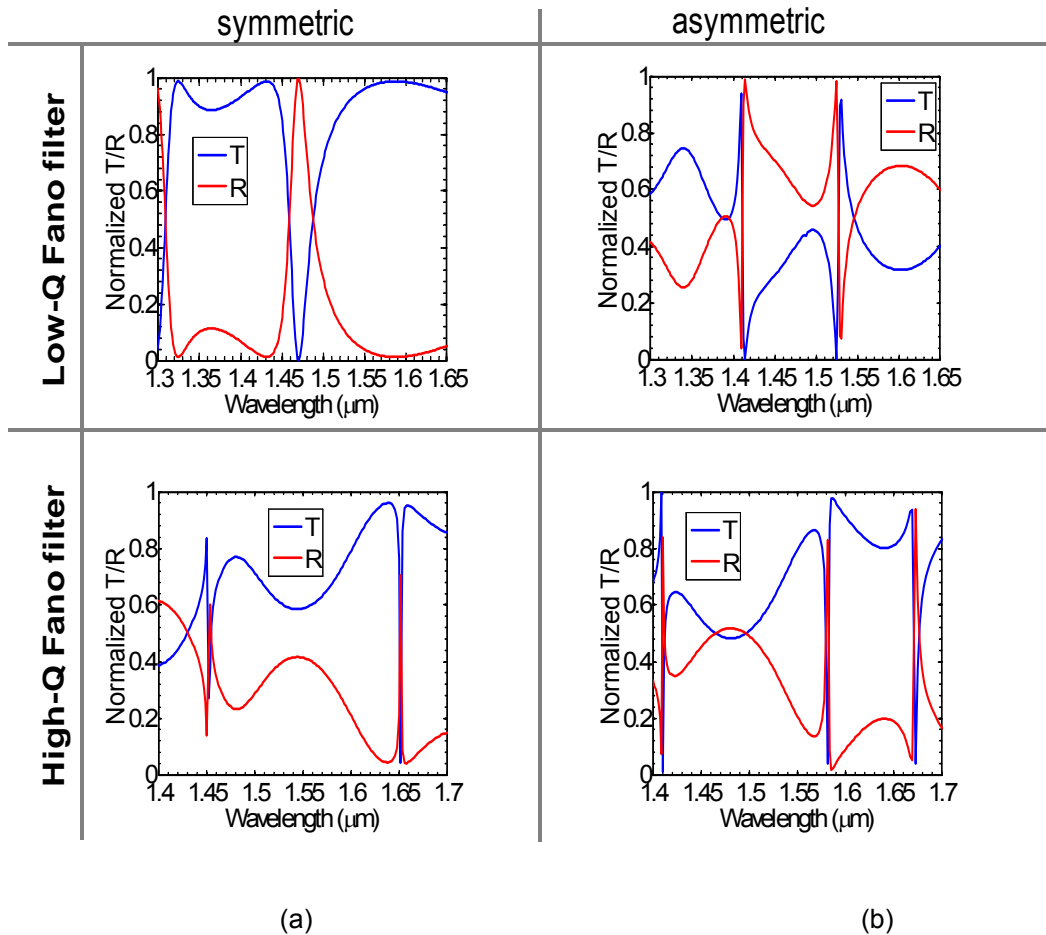 symmetric
asymmetric
Low-Q Fano filter
Normalized T/R
1
0.8
0.6
0.4
0.2
0
T
R
1.3 1.35 1.4 1.45 1.5 1.55 1.6 1.65
Wavelength (μm)
Normalized T/R
1
0.8
0.6
0.4
0.2
0
T
R
1.3 1.35 1.4 1.45 1.5 1.55 1.6 1.65
Wavelength (μm)
High-Q Fano filter
Normalized T/R
1
0.8
0.6
0.4
0.2
0
T
R
1.4 1.45 1.5 1.55 1.6 1.65 1.7
Wavelength (μm)
Normalized T/R
1
0.8
0.6
0.4
0.2
0
T
R
1.4 1.45 1.5 1.55 1.6 1.65 1.7
Wavelength (μm)
(a)
(b)